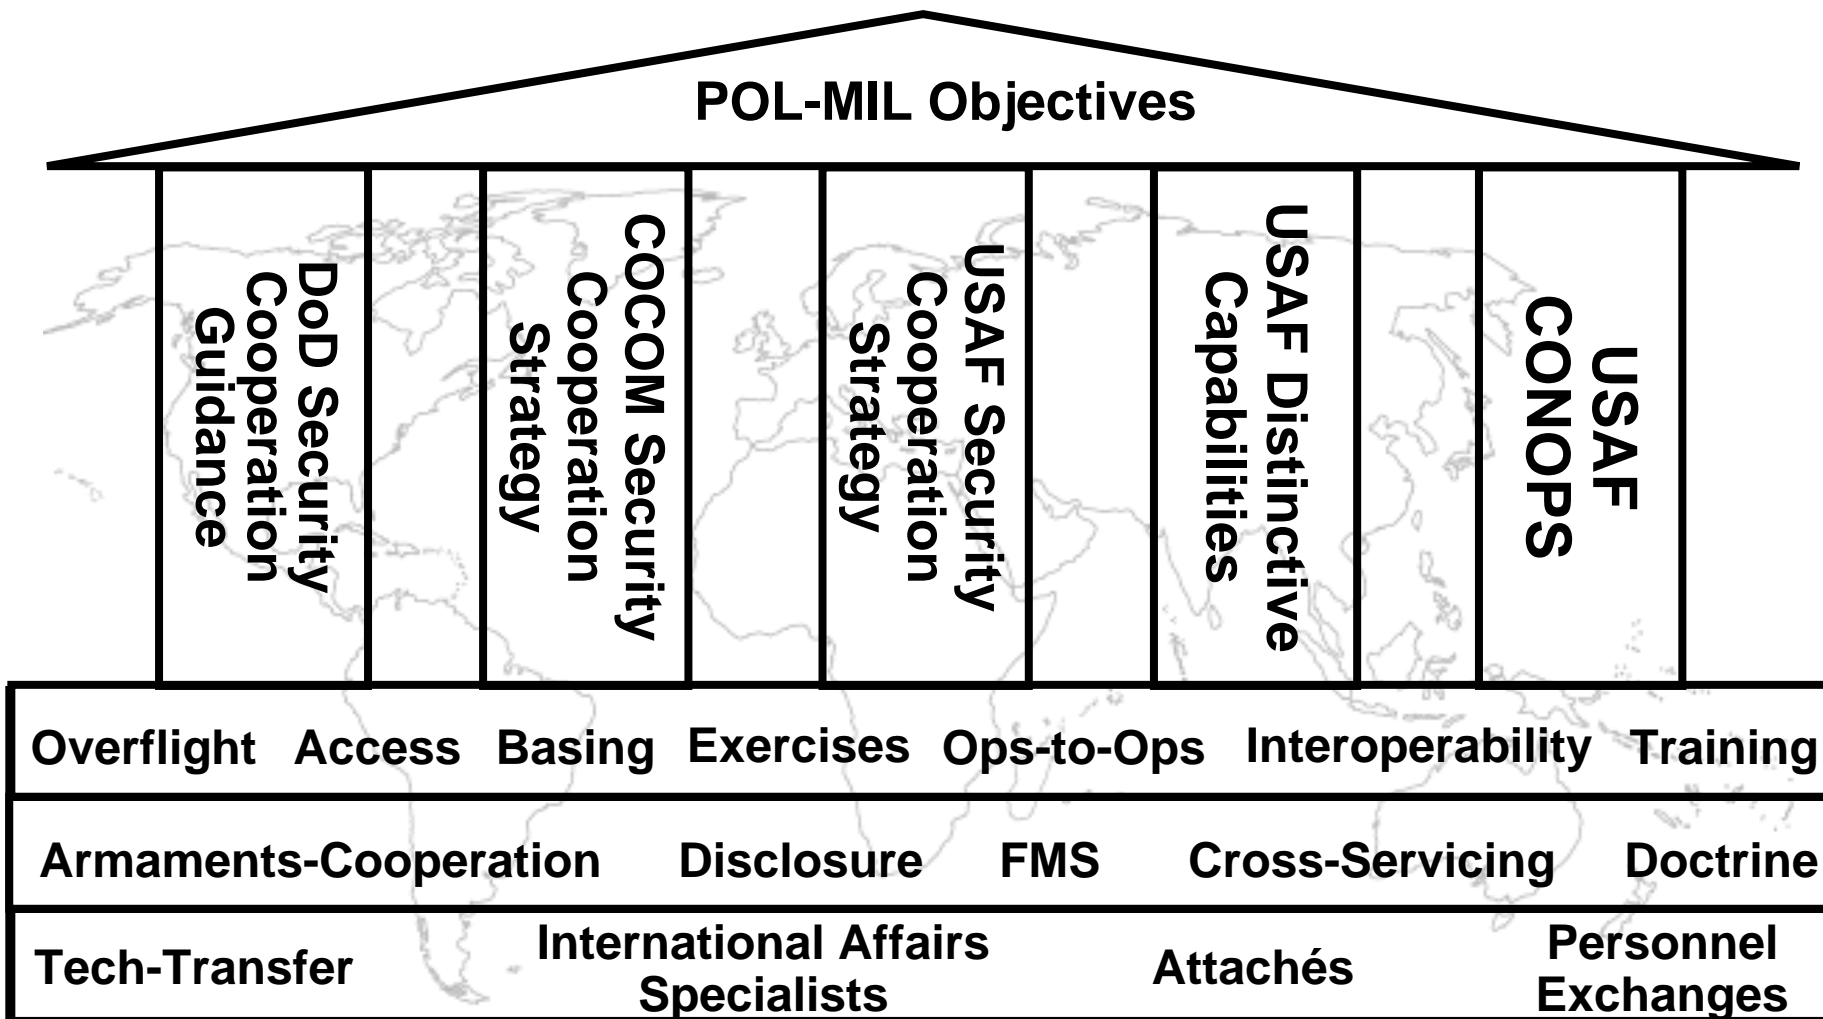 POL-MIL Objectives
DoD Security
Cooperation
Guidance
COCOM Security
Cooperation
Strategy
USAF Security
Cooperation
Strategy
USAF Distinctive
Capabilities
USAF
CONOPS
Overflight Access Basing Exercises Ops-to-Ops Interoperability Training
Armaments-Cooperation Disclosure FMS Cross-Servicing Doctrine
Tech-Transfer
International Affairs
Specialists
Attachés
Personnel
Exchanges